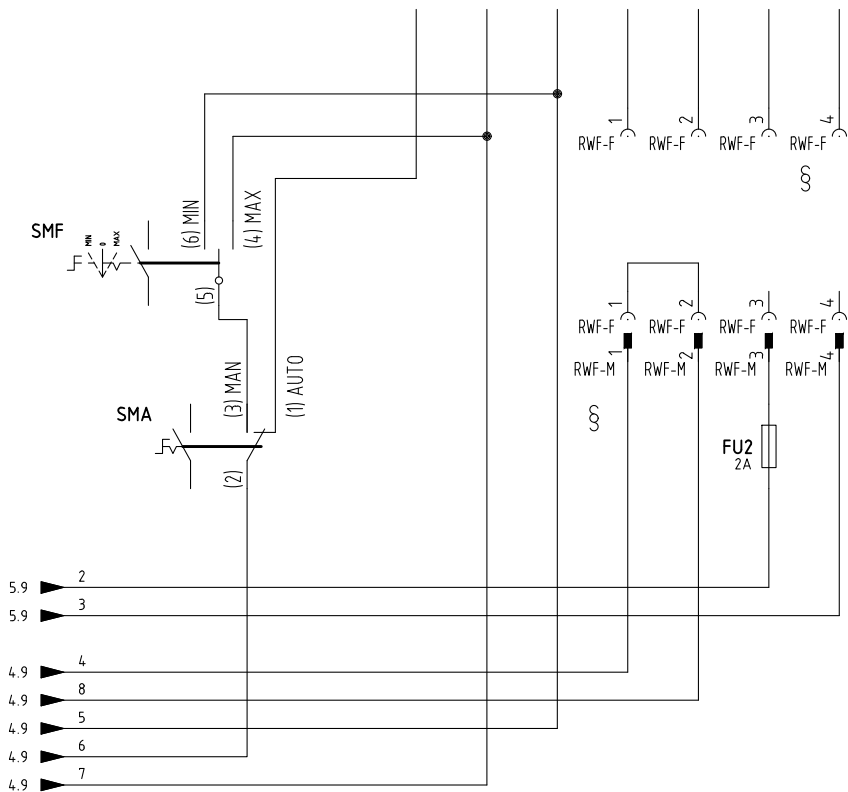 1 2 3 4
RWF-F RWF-F RWF-F RWF-F
§
(6) MIN
(4) MAX
SMF
MIN 0 MAX
(5)
1 2 3 4
RWF-F RWF-F RWF-F RWF-F
1 2 3 4
RWF-M RWF-M RWF-M RWF-M
§
(3) MAN
(1) AUTO
SMA
(2)
FU2
2A
5.9 2
5.9 3
4.9 4
4.9 8
4.9 5
4.9 6
4.9 7